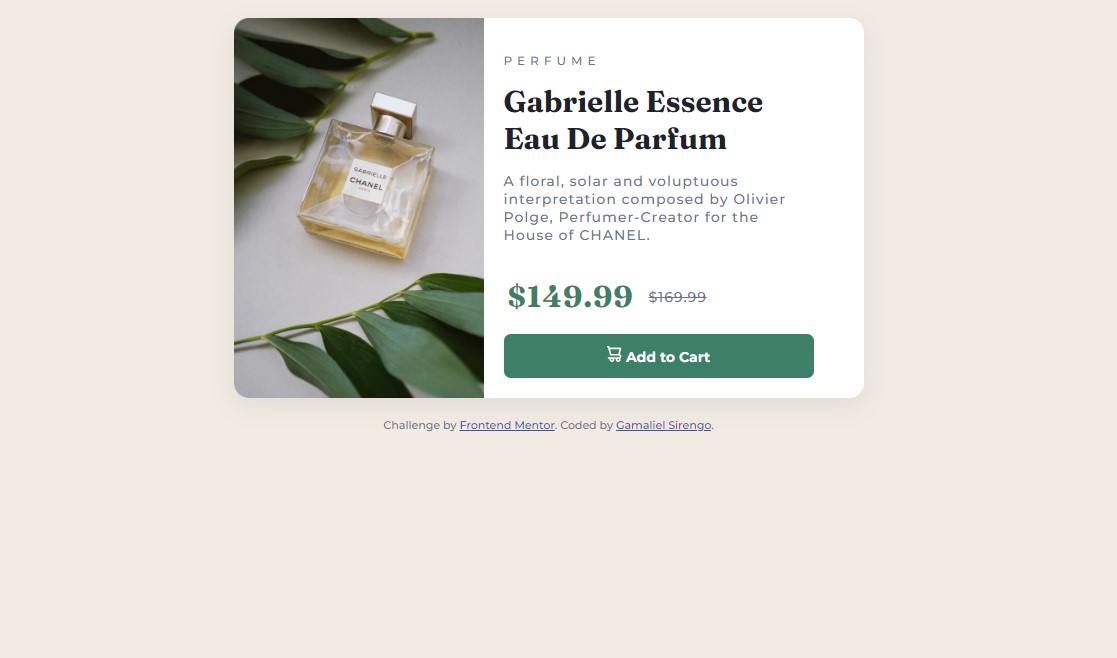 PERFUME
Gabrielle Essence
Eau De Parfum
A floral, solar and voluptuous
interpretation composed by Olivier
Polge, Perfumer-Creator for the
House of CHANEL.
$149.99 $169.99
Add to Cart
GABRIELLE
CHANEL
Challenge by Frontend Mentor. Coded by Gamaliel Sirengo.